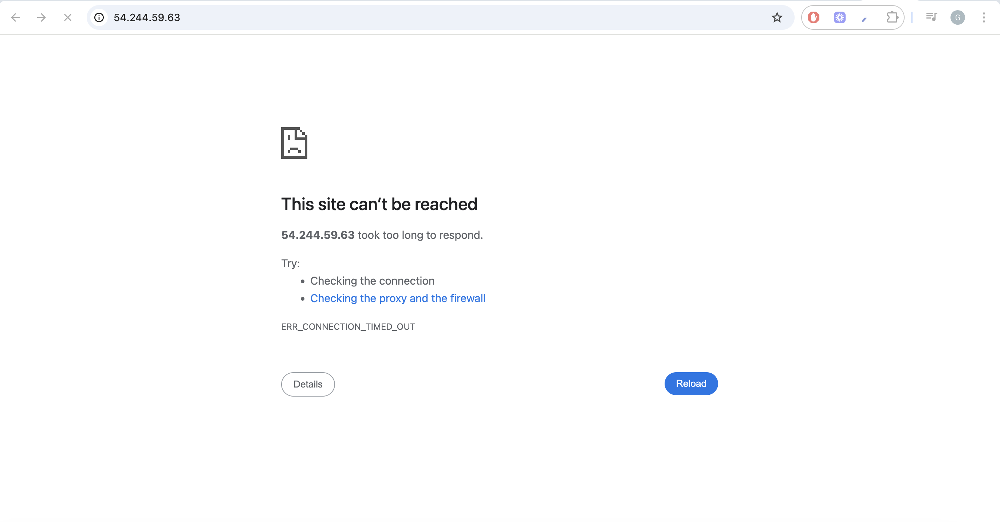 54.244.59.63
G
This site can’t be reached
54.244.59.63 took too long to respond.
Try:
• Checking the connection
• Checking the proxy and the firewall
ERR_CONNECTION_TIMED_OUT
Details
Reload